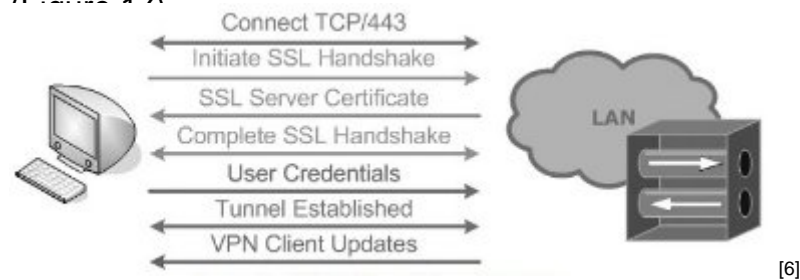 Connect TCP/443
Initiate SSL Handshake
SSL Server Certificate
LAN
Complete SSL Handshake
User Credentials
Tunnel Established
VPN Client Updates
[6]